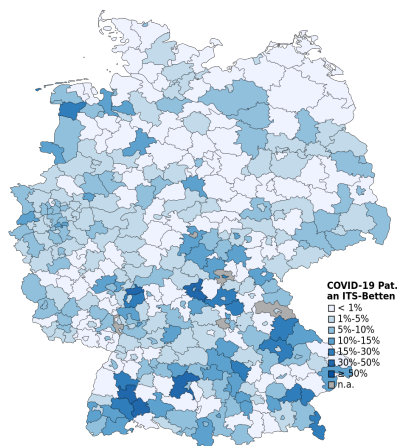 COVID-19 Pat.
an ITS-Betten
< 1%
1%-5%
5%-10%
10%-15%
15%-30%
30%-50%
≥ 50%
n.a.